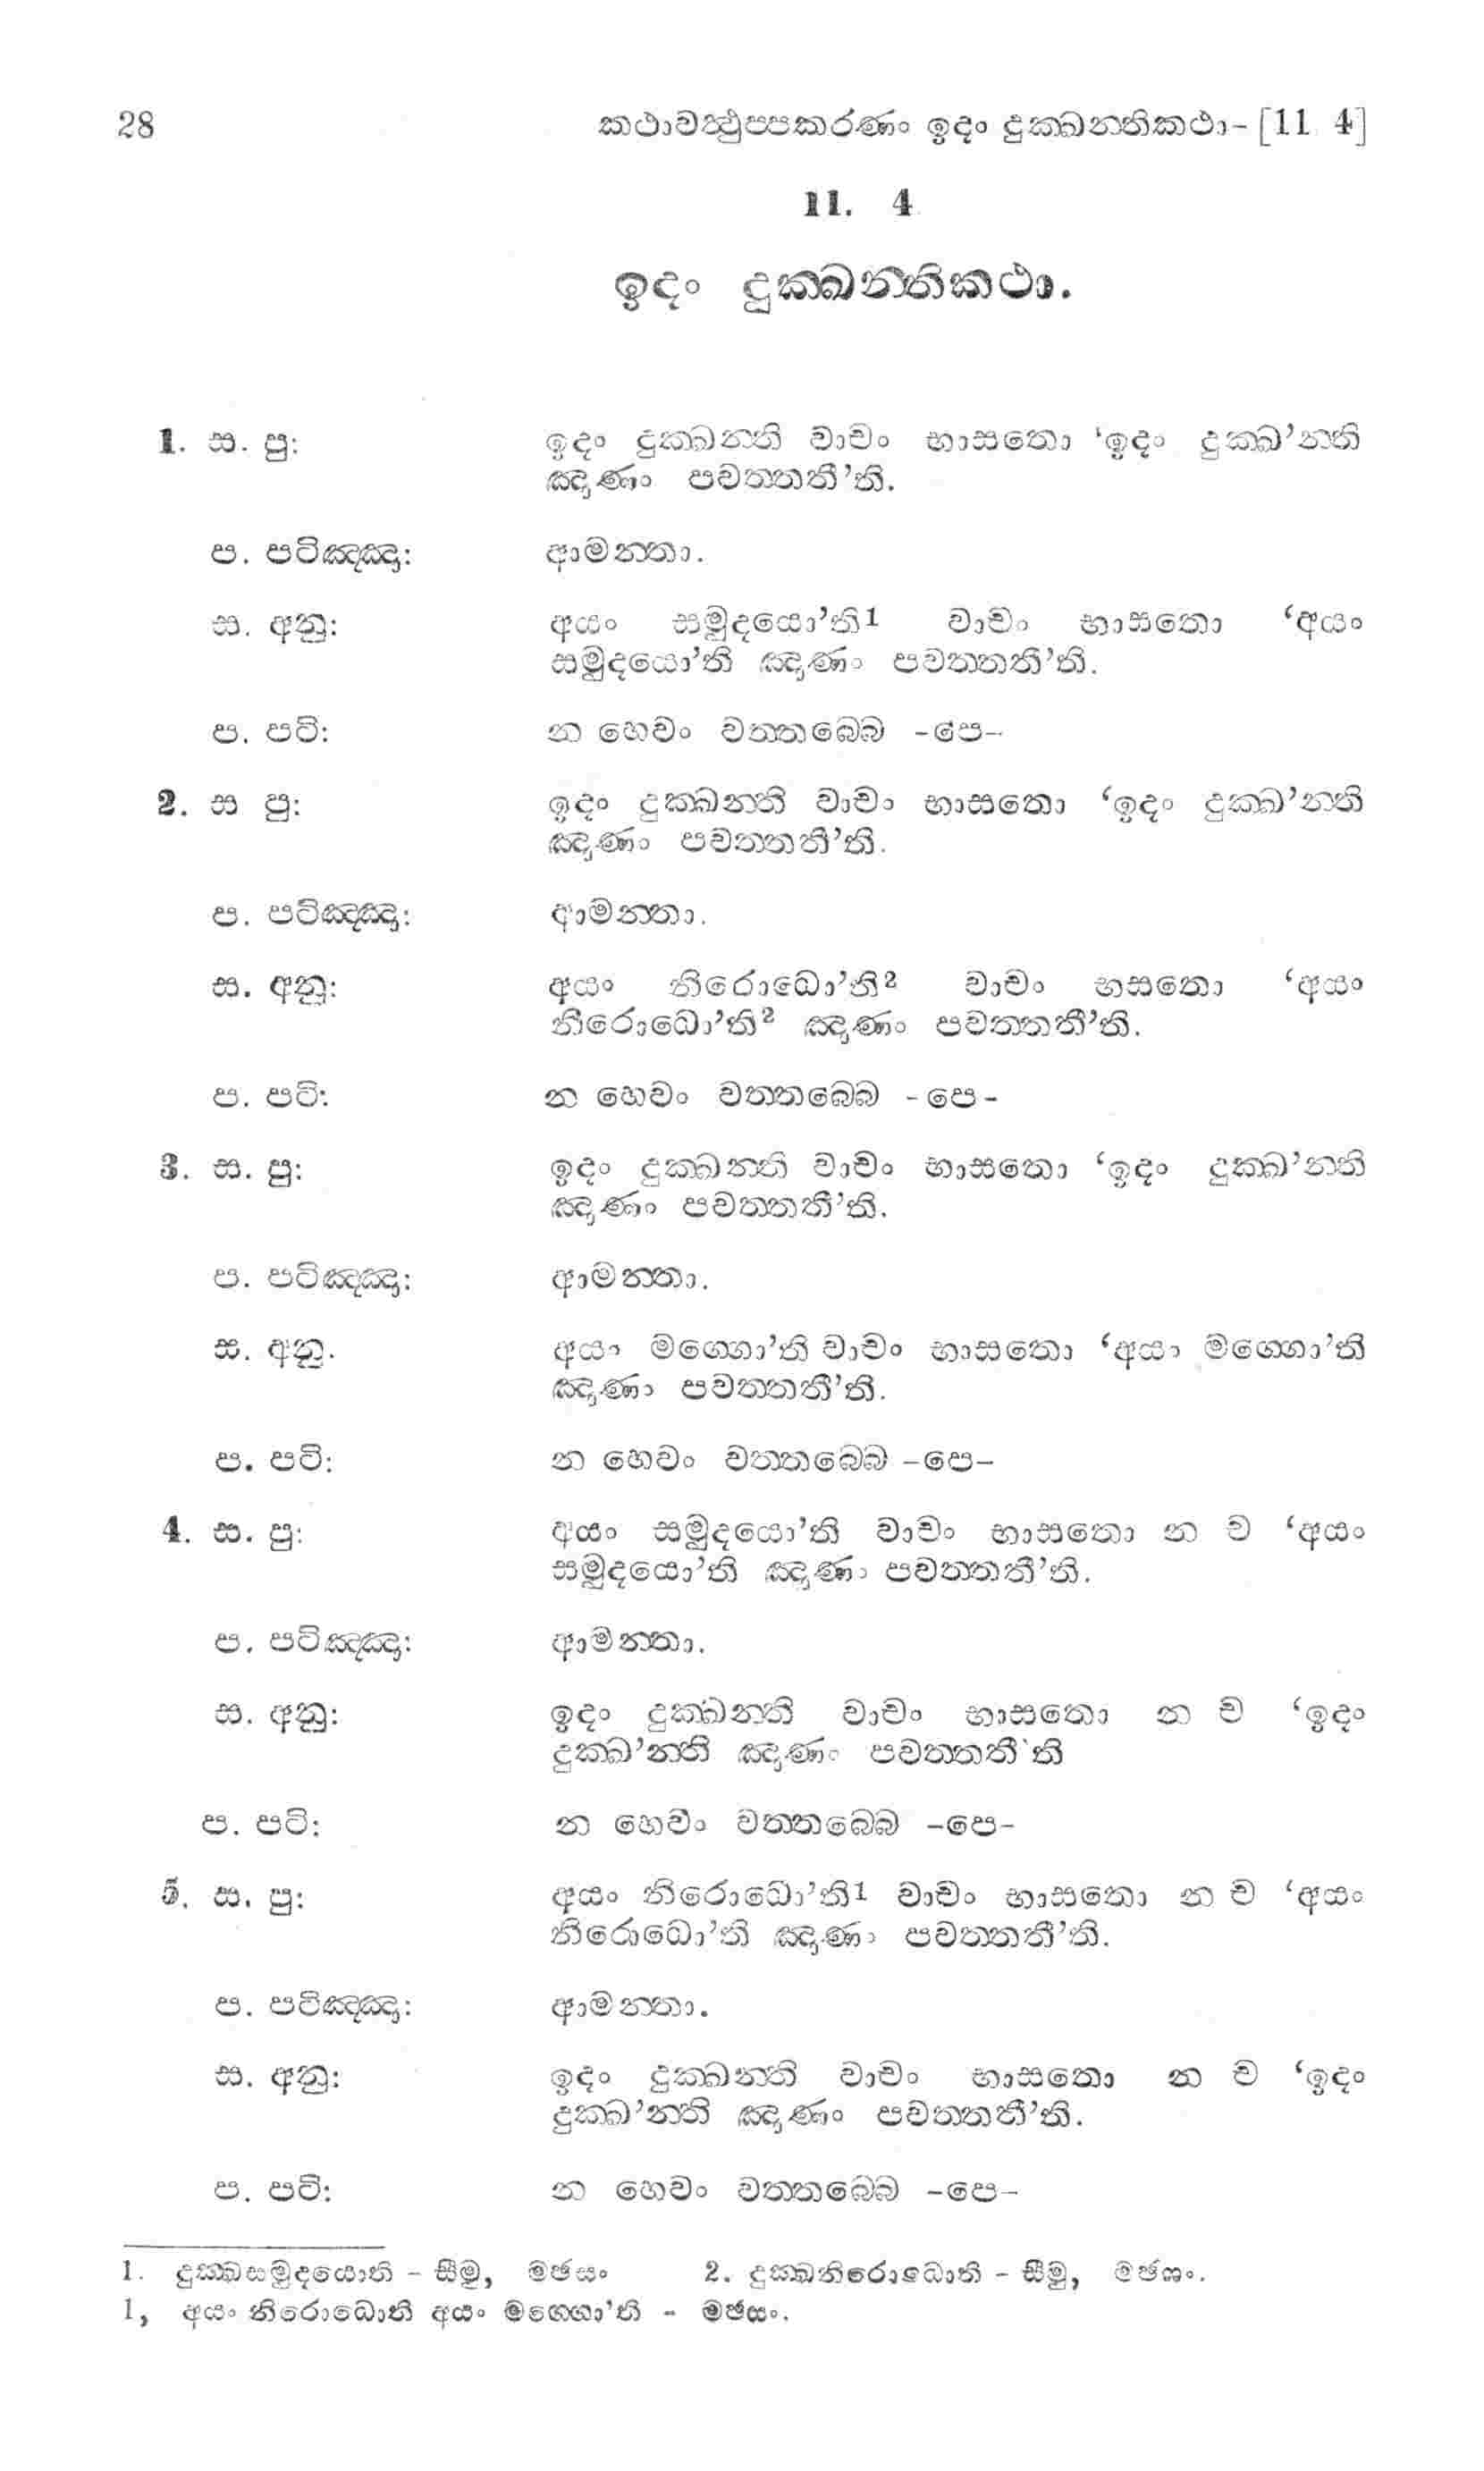 28 කථාවත්‍ථුප්පකරණං ඉදං දුක්ඛන්තිකථා-[11 4]
11. 4
ඉදං දුක්ඛන්තිකථා.
1. ස. පු: ඉදං දුක්ඛන්ති වාචං භාසතො ‘ඉදං දුක්ඛ’න්ති
ඤාණං පවත්තතී’ති.
ප. පටිඤ්ඤා: ආමන්තා.
ස. අනු: අයං සමුදයො’ති1 වාචං භාසතො ‘අයං
සමුදයො’ති ඤාණං පවත්තතී’ති.
ප. පටි: න හෙවං වත්තබ්බෙ -පෙ-
2. ස පු: ඉදං දුක්ඛන්ති වාචං භාසතො ‘ඉදං දුක්ඛ’න්ති
ඤාණං පවත්තතී’ති.
ප. පටිඤ්ඤා: ආමන්තා.
ස. අනු: අයං නිරොධො’ති2 වාචං භසතො ‘අයං
නිරොධො’ති2 ඤාණං පවත්තතී’ති.
ප. පටි: න හෙවං වත්තබ්බෙ -පෙ-
3. ස. පු: ඉදං දුක්ඛන්ති වාචං භාසතො ‘ඉදං දුක්ඛ’න්ති
ඤාණං පවත්තතී’ති.
ප. පටිඤ්ඤා: ආමන්තා.
ස. අනු. අයං මග්ගො’ති වාචං භාසතො ‘අයං මග්ගො’ති
ඤාණං පවත්තතී’ති.
ප. පටි: න හෙවං වත්තබ්බෙ -පෙ-
4. ස. පු: අයං සමුදයො’ති වාචං භාසතො න ච ‘අයං
සමුදයො’ති ඤාණං පවත්තතී’ති.
ප. පටිඤ්ඤා: ආමන්තා.
ස. අනු: ඉදං දුක්ඛන්ති වාචං භාසතො න ච ‘ඉදං
දුක්ඛ’න්ති ඤාණං පවත්තතී’ති
ප. පටි: න හෙවං වත්තබ්බෙ -පෙ-
5. ස. පු: අයං නිරොධො’ති1 වාචං භාසතො න ච ‘අයං
නිරොධො’ති ඤාණං පවත්තතී’ති.
ප. පටිඤ්ඤා: ආමන්තා.
ස. අනු: ඉදං දුක්ඛන්ති වාචං භාසතො න ච ‘ඉදං
දුක්ඛ’න්ති ඤාණං පවත්තතී’ති.
ප. පටි: න හෙවං වත්තබ්බෙ -පෙ-
1. දුක්ඛසමුදයොති - සීමු, මජසං 2. දුක්ඛනිරොධොති - සීමු, මජසං.
1, අයං නිරොධොති අයං මග්ගො’ති - මජසං.